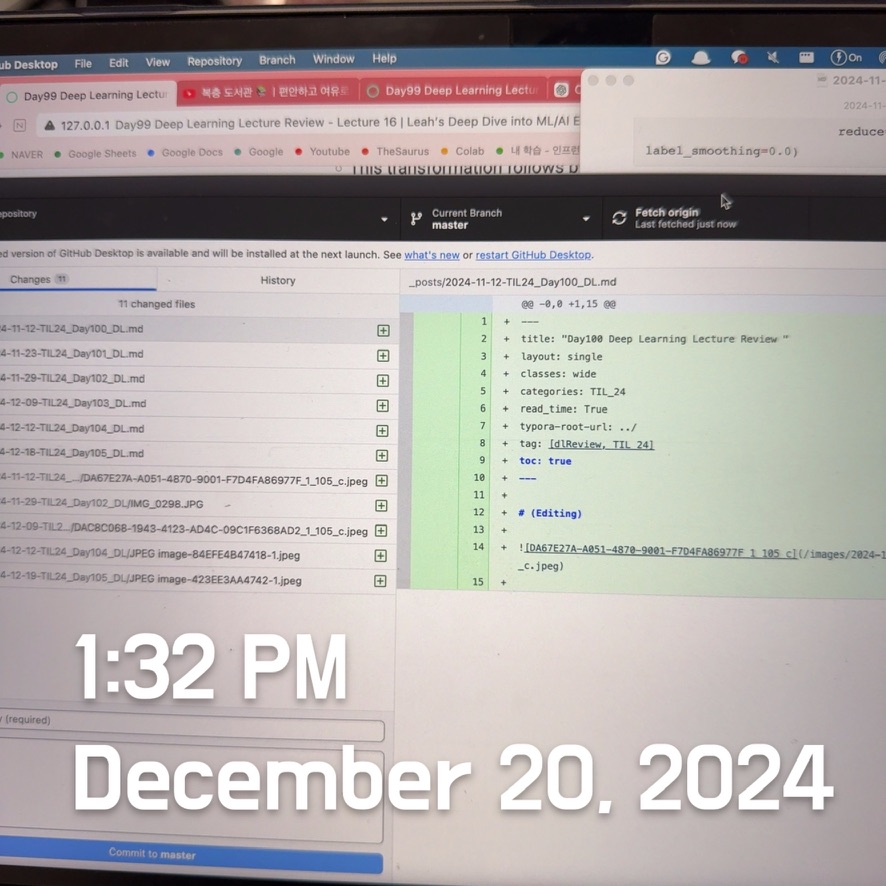 ub Desktop File Edit View Repository Branch Window Help
On
Day99 Deep Learning Lectur
복층 도서관 | 편안하고 여유로
Day99 Deep Learning Lectu
2024-11-
2024-11-
127.0.0.1 Day99 Deep Learning Lecture Review - Lecture 16 | Leah's Deep Dive into ML/AI E
reduce
label_smoothing=0.0)
NAVER Google Sheets Google Docs Google Youtube TheSaurus Colab 내 학습 - 인프런
This transformation follows b
epository
Current Branch
master
Fetch origin
Last fetched just now
ed version of GitHub Desktop is available and will be installed at the next launch. See what's new or restart GitHub Desktop.
Changes 11 History
_posts/2024-11-12-TIL24_Day100_DL.md
11 changed files
4-11-12-TIL24_Day100_DL.md
4-11-23-TIL24_Day101_DL.md
4-11-29-TIL24_Day102_DL.md
4-12-09-TIL24_Day103_DL.md
4-12-12-TIL24_Day104_DL.md
4-12-18-TIL24_Day105_DL.md
4-11-12-TIL24_.../DA67E27A-A051-4870-9001-F7D4FA86977F_1_105_c.jpeg
4-11-29-TIL24_Day102_DL/IMG_0298.JPG
4-12-09-TIL2.../DAC8C068-1943-4123-AD4C-09C1F6368AD2_1_105_c.jpeg
4-12-12-TIL24_Day104_DL/JPEG image-84EFE4B47418-1.jpeg
4-12-19-TIL24_Day105_DL/JPEG image-423EE3AA4742-1.jpeg
@@ -0,0 +1,15 @@
1 + ---
2 + title: "Day100 Deep Learning Lecture Review "
3 + layout: single
4 + classes: wide
5 + categories: TIL_24
6 + read_time: True
7 + typora-root-url: ../
8 + tag: [dlReview, TIL_24]
9 + toc: true
10 + ---
11 +
12 + # (Editing)
13 +
14 + ![DA67E27A-A051-4870-9001-F7D4FA86977F_1_105_c](/images/2024-1
_c.jpeg)
15 +
1:32 PM
December 20, 2024
y (required)
Commit to master